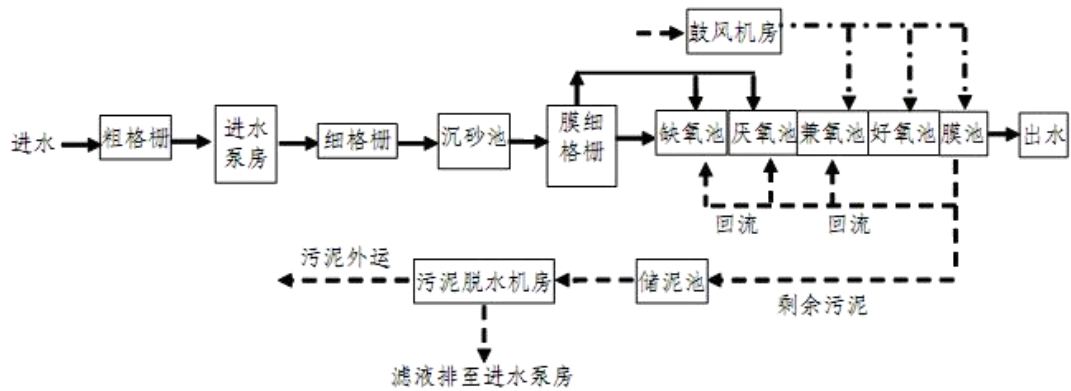 鼓风机房
进水
粗格栅
进水
泵房
细格栅
沉砂池
膜细
格栅
缺氧池
厌氧池
兼氧池
好氧池
膜池
出水
回流
回流
污泥外运
污泥脱水机房
储泥池
剩余污泥
滤液排至进水泵房